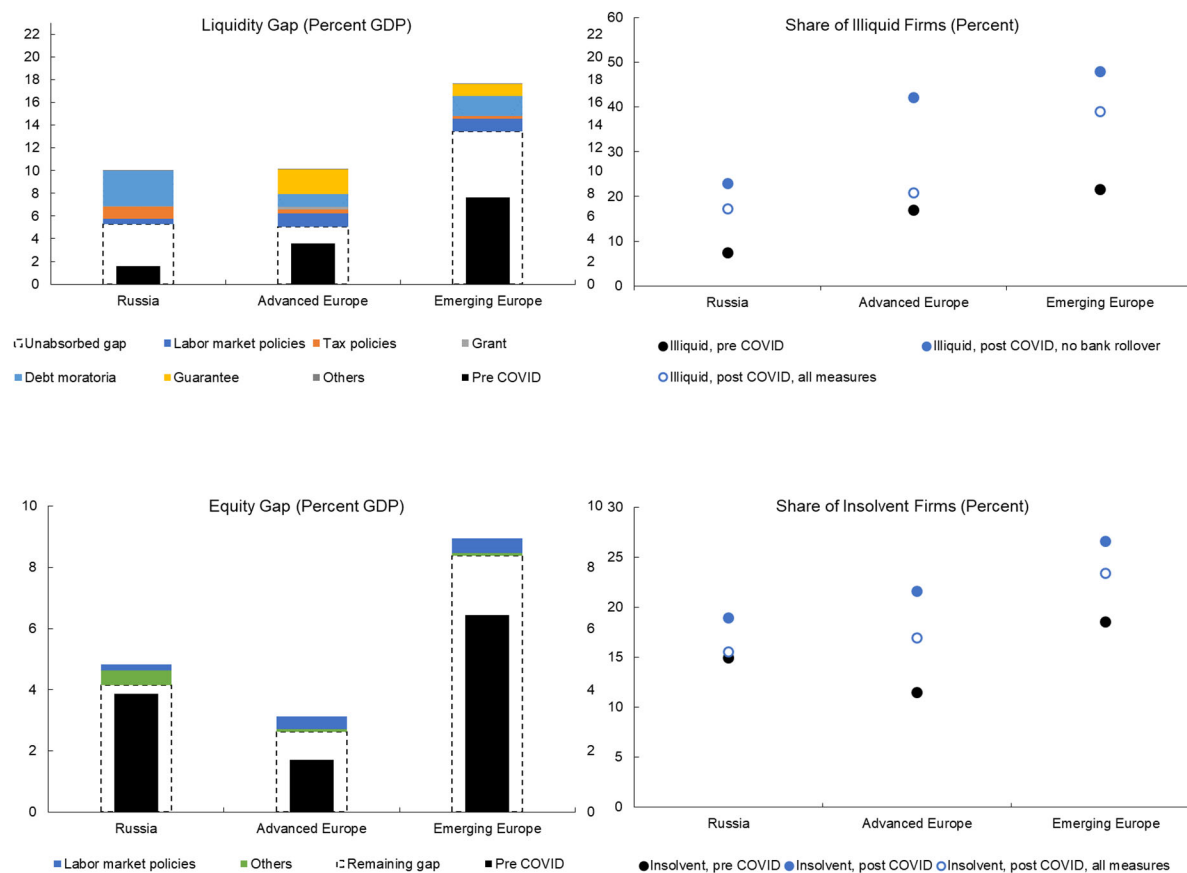 Liquidity Gap (Percent GDP)
22
20
18
16
14
12
10
8
6
4
2
0
22
20
18
16
14
12
10
8
6
4
2
0
Russia
Advanced Europe
Emerging Europe
Unabsorbed gap
Labor market policies
Tax policies
Grant
Debt moratoria
Guarantee
Others
Pre COVID
Share of Illiquid Firms (Percent)
60
50
40
30
20
10
0
Russia
Advanced Europe
Emerging Europe
Illiquid, pre COVID
Illiquid, post COVID, no bank rollover
Illiquid, post COVID, all measures
Equity Gap (Percent GDP)
10
8
6
4
2
0
10
8
6
4
2
0
Russia
Advanced Europe
Emerging Europe
Labor market policies
Others
Remaining gap
Pre COVID
Share of Insolvent Firms (Percent)
30
25
20
15
10
5
0
Russia
Advanced Europe
Emerging Europe
Insolvent, pre COVID
Insolvent, post COVID
Insolvent, post COVID, all measures